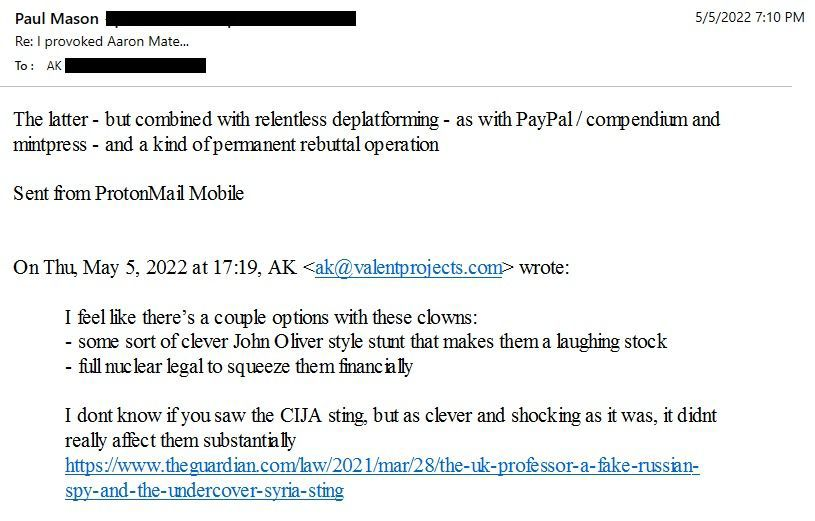 Paul Mason
5/5/2022 7:10 PM
Re: I provoked Aaron Mate...
To: AK
The latter - but combined with relentless deplatforming - as with PayPal / compendium and
mintpress - and a kind of permanent rebuttal operation
Sent from ProtonMail Mobile
On Thu, May 5, 2022 at 17:19, AK <ak@valentprojects.com> wrote:
I feel like there's a couple options with these clowns:
- some sort of clever John Oliver style stunt that makes them a laughing stock
- full nuclear legal to squeeze them financially
I dont know if you saw the CIJA sting, but as clever and shocking as it was, it didnt
really affect them substantially
https://www.theguardian.com/law/2021/mar/28/the-uk-professor-a-fake-russian-
spy-and-the-undercover-syria-sting